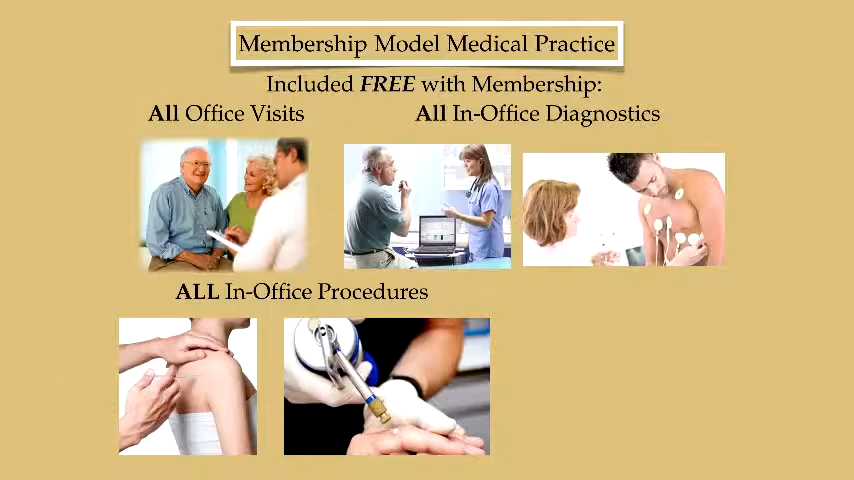 Membership Model Medical Practice
Included FREE with Membership:
All Office Visits
All In-Office Diagnostics
ALL In-Office Procedures